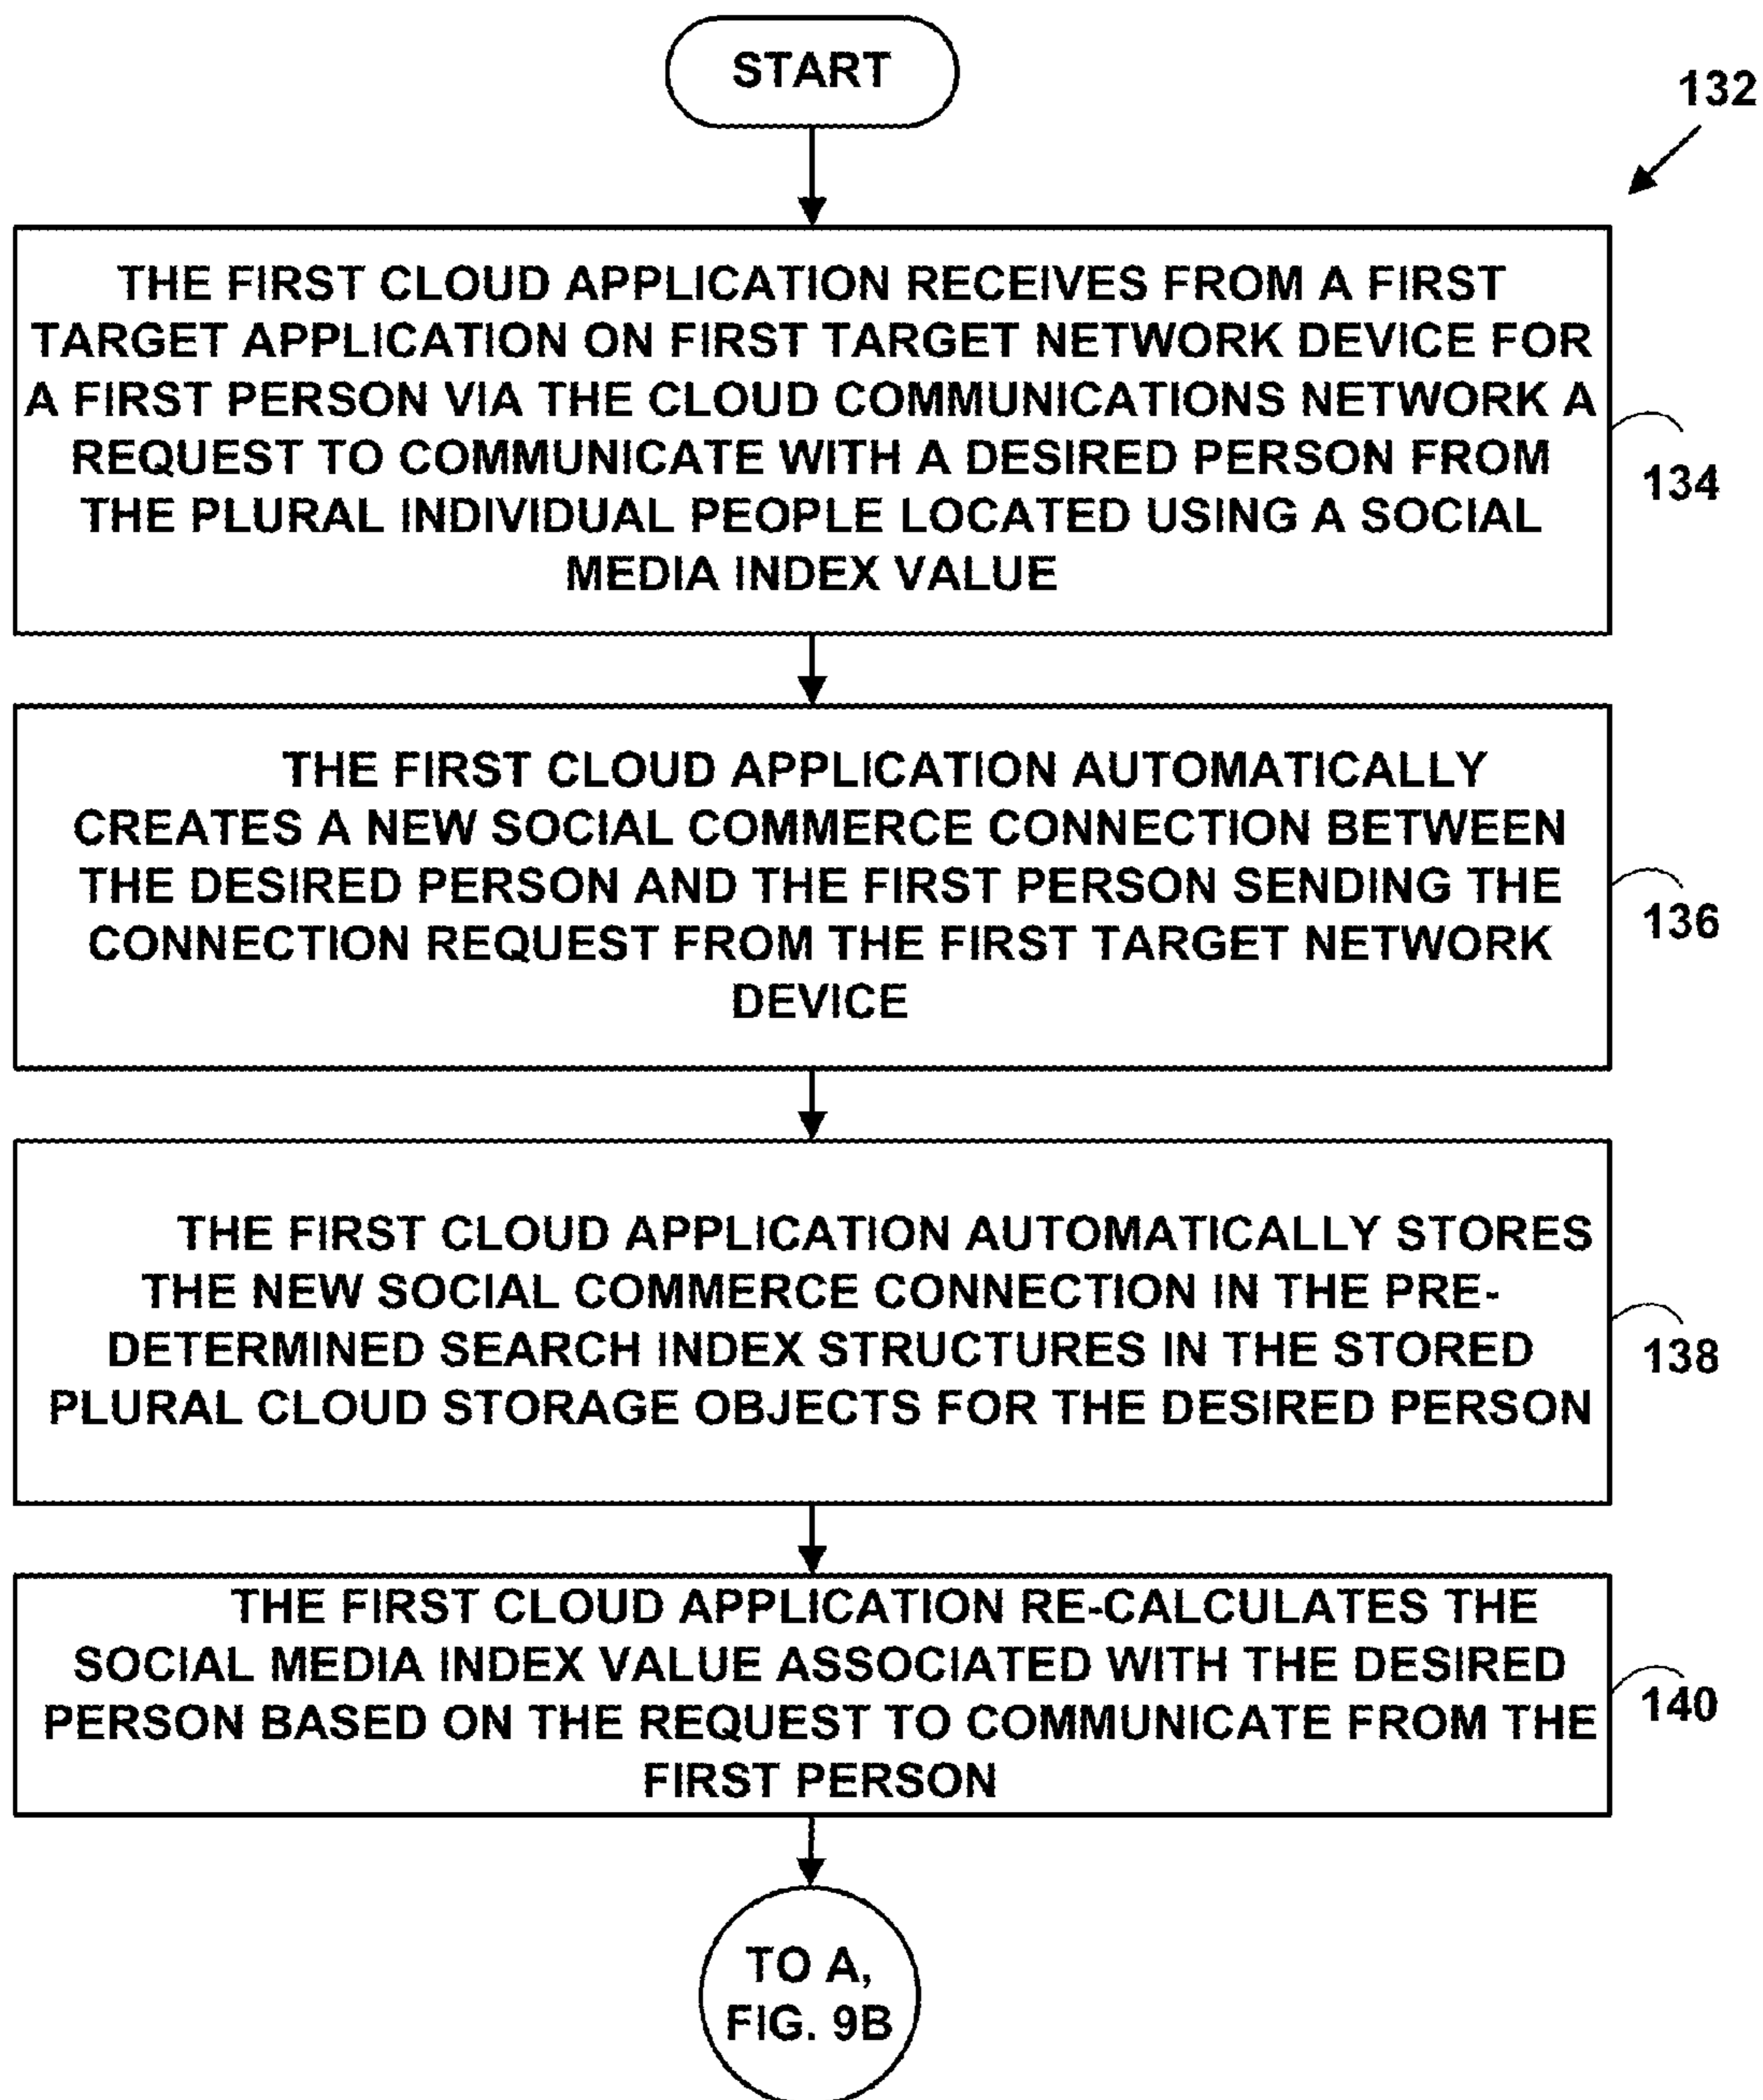 START
132
THE FIRST CLOUD APPLICATION RECEIVES FROM A FIRST
TARGET APPLICATION ON FIRST TARGET NETWORK DEVICE FOR
A FIRST PERSON VIA THE CLOUD COMMUNICATIONS NETWORK A
REQUEST TO COMMUNICATE WITH A DESIRED PERSON FROM
THE PLURAL INDIVIDUAL PEOPLE LOCATED USING A SOCIAL
MEDIA INDEX VALUE
134
THE FIRST CLOUD APPLICATION AUTOMATICALLY
CREATES A NEW SOCIAL COMMERCE CONNECTION BETWEEN
THE DESIRED PERSON AND THE FIRST PERSON SENDING THE
CONNECTION REQUEST FROM THE FIRST TARGET NETWORK
DEVICE
136
THE FIRST CLOUD APPLICATION AUTOMATICALLY STORES
THE NEW SOCIAL COMMERCE CONNECTION IN THE PRE-
DETERMINED SEARCH INDEX STRUCTURES IN THE STORED
PLURAL CLOUD STORAGE OBJECTS FOR THE DESIRED PERSON
138
THE FIRST CLOUD APPLICATION RE-CALCULATES THE
SOCIAL MEDIA INDEX VALUE ASSOCIATED WITH THE DESIRED
PERSON BASED ON THE REQUEST TO COMMUNICATE FROM THE
FIRST PERSON
140
TO A,
FIG. 9B